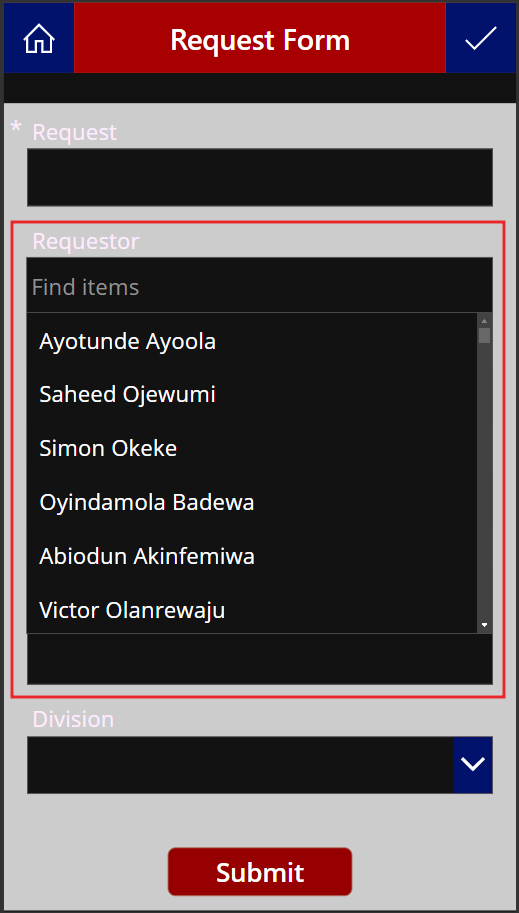 Request Form
* Request
Requestor
Find items
Ayotunde Ayoola
Saheed Ojewumi
Simon Okeke
Oyindamola Badewa
Abiodun Akinfemiwa
Victor Olanrewaju
Division
Submit